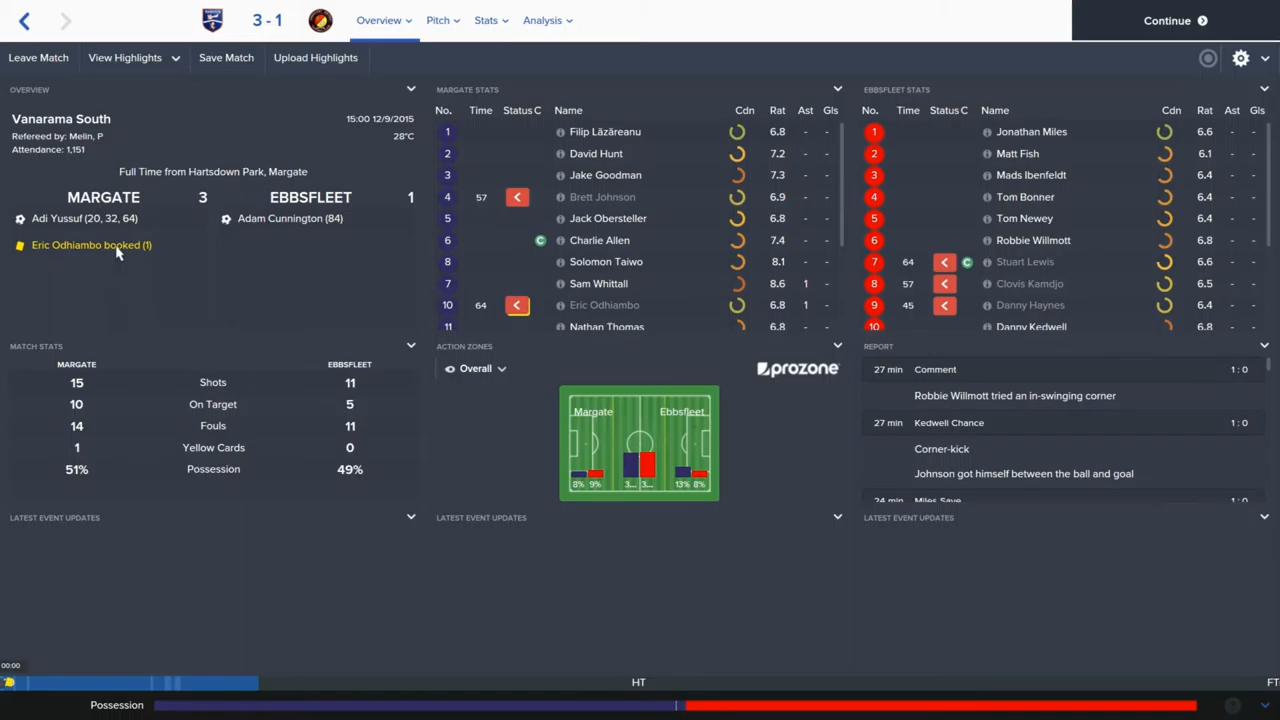 3 - 1
Overview
Pitch
Stats
Analysis
Continue
Leave Match
View Highlights
Save Match
Upload Highlights
OVERVIEW
Vanarama South
15:00 12/9/2015
Refereed by: Melin, P
28°C
Attendance: 1,151
Full Time from Hartsdown Park, Margate
MARGATE 3 EBBSFLEET 1
Adi Yussuf (20, 32, 64)
Adam Cunnington (84)
Eric Odhiambo booked (1)
MARGATE STATS
No. Time Status C Name Cdn Rat Ast Gls
1 Filip Lăzăreanu 6.8 - -
2 David Hunt 7.2 - -
3 Jake Goodman 7.3 - -
4 57 Brett Johnson 6.9 - -
5 Jack Obersteller 6.8 - -
6 C Charlie Allen 7.4 - -
8 Solomon Taiwo 8.1 - -
7 Sam Whittall 8.6 1 -
10 64 Eric Odhiambo 6.8 1 -
11 Nathan Thomas 6.8 - -
EBBSFLEET STATS
No. Time Status C Name Cdn Rat Ast Gls
1 Jonathan Miles 6.6 - -
2 Matt Fish 6.1 - -
3 Mads Ibenfeldt 6.4 - -
4 Tom Bonner 6.4 - -
5 Tom Newey 6.4 - -
6 Robbie Willmott 6.8 - -
7 64 C Stuart Lewis 6.6 - -
8 57 Clovis Kamdjo 6.5 - -
9 45 Danny Haynes 6.4 - -
10 Danny Kedwell 6.8 - -
MATCH STATS
MARGATE EBBSFLEET
15 Shots 11
10 On Target 5
14 Fouls 11
1 Yellow Cards 0
51% Possession 49%
ACTION ZONES
Overall
prozone
Margate Ebbsfleet
8% 9% 3... 3... 13% 8%
REPORT
27 min Comment 1 : 0
Robbie Willmott tried an in-swinging corner
27 min Kedwell Chance 1 : 0
Corner-kick
Johnson got himself between the ball and goal
24 min Miles Save 1 : 0
LATEST EVENT UPDATES
LATEST EVENT UPDATES
LATEST EVENT UPDATES
00:00
HT
FT
Possession